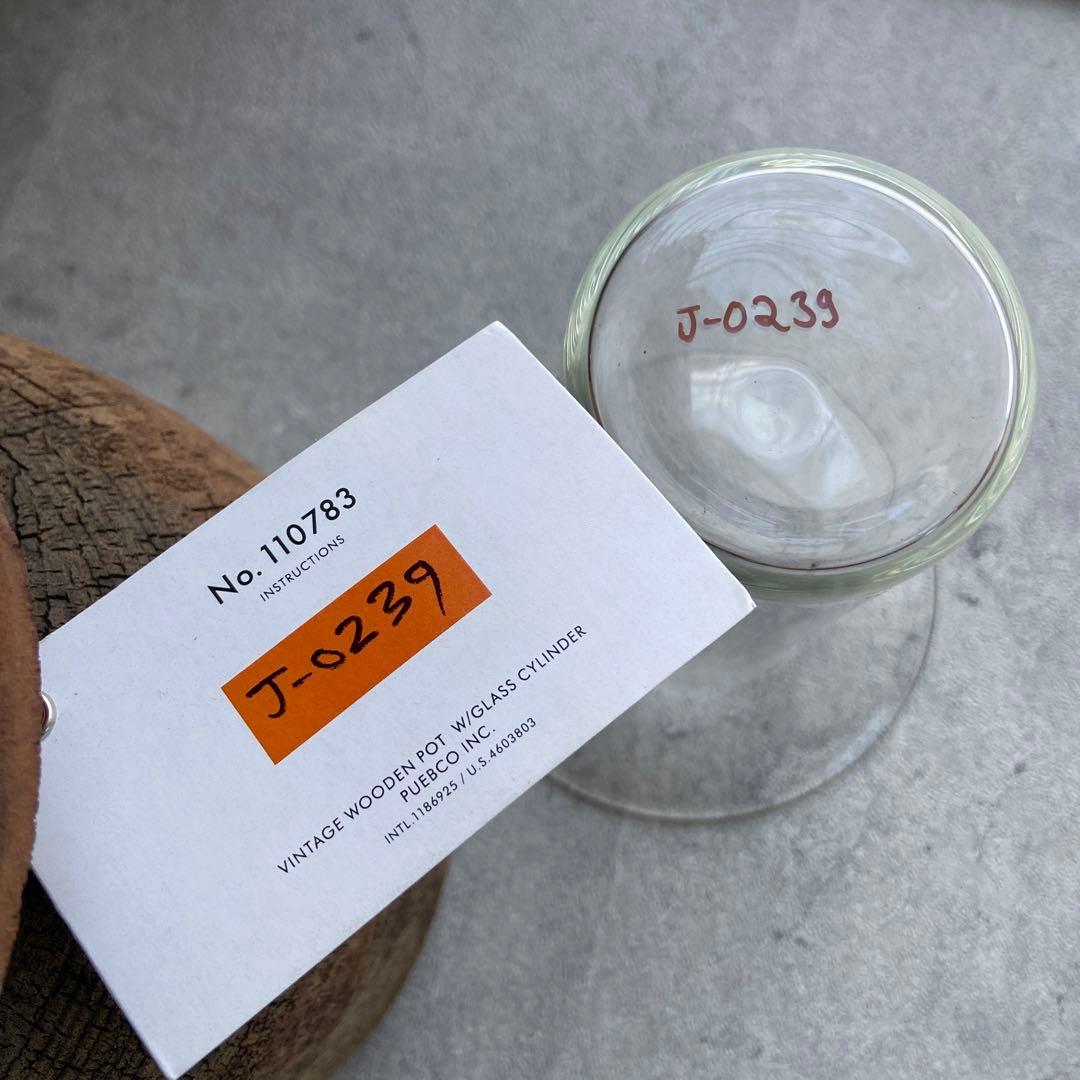 No. 110783
INSTRUCTIONS
J-0239
VINTAGE WOODEN POT W/GLASS CYLINDER
PUEBCO INC.
INTL.1186925 / U.S.4603803
J-0239